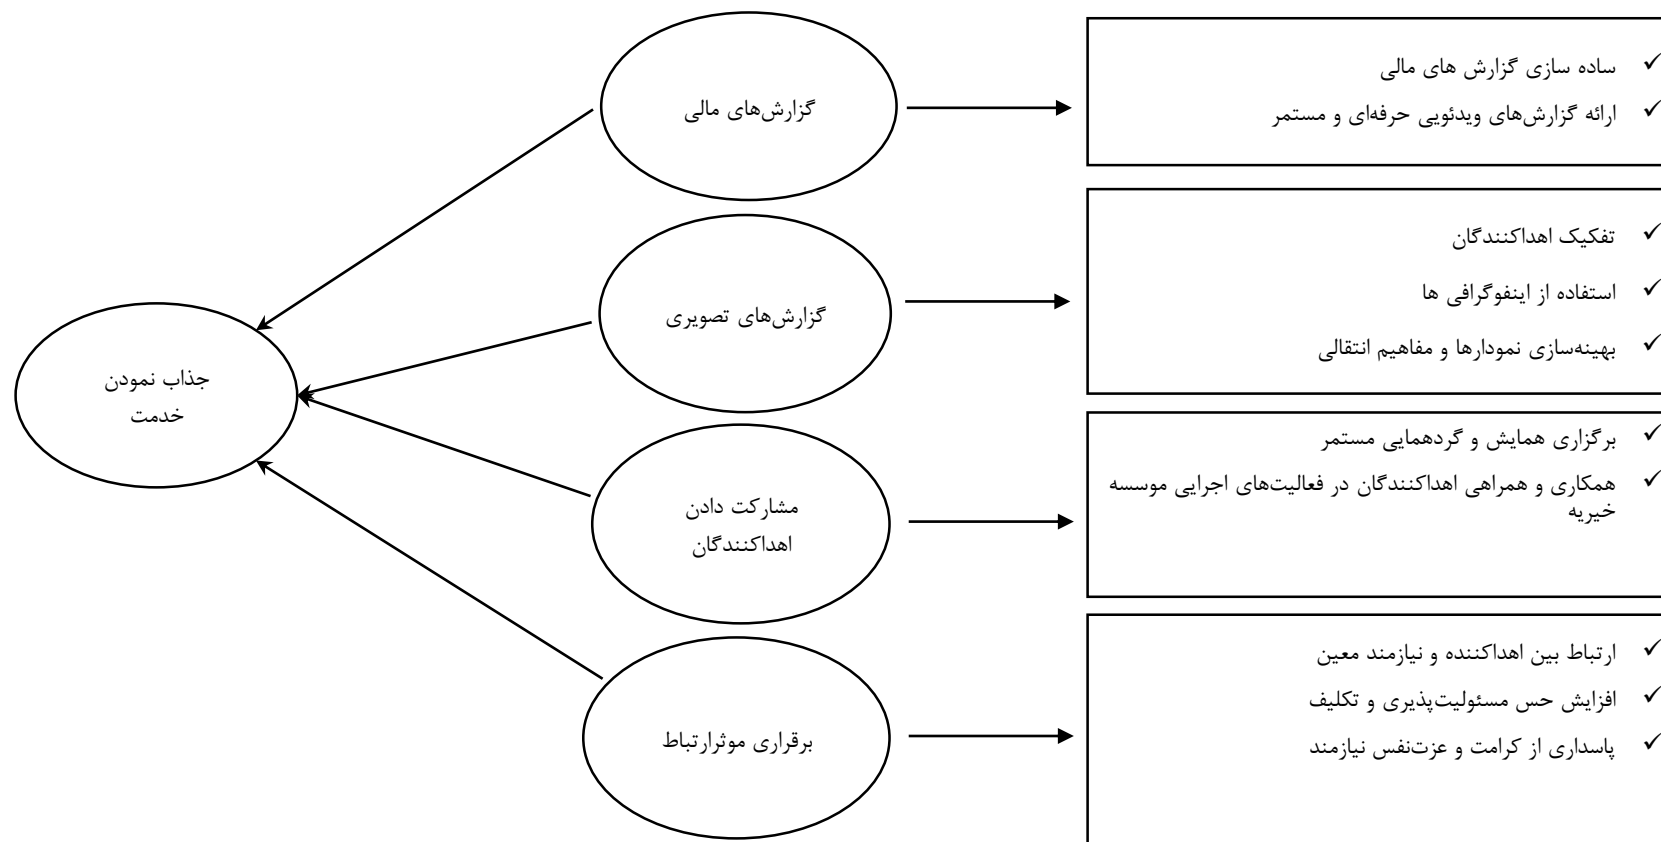 گزارش‌های مالی
✓ ساده سازی گزارش های مالی
✓ ارائه گزارش‌های ویدئویی حرفه‌ای و مستمر
گزارش‌های تصویری
✓ تفکیک اهداکنندگان
✓ استفاده از اینفوگرافی ها
✓ بهینه‌سازی نمودارها و مفاهیم انتقالی
جذاب نمودن
خدمت
مشارکت دادن
اهداکنندگان
✓ برگزاری همایش و گردهمایی مستمر
✓ همکاری و همراهی اهداکنندگان در فعالیت‌های اجرایی موسسه
خیریه
برقراری موثرارتباط
✓ ارتباط بین اهداکننده و نیازمند معین
✓ افزایش حس مسئولیت‌پذیری و تکلیف
✓ پاسداری از کرامت و عزت‌نفس نیازمند